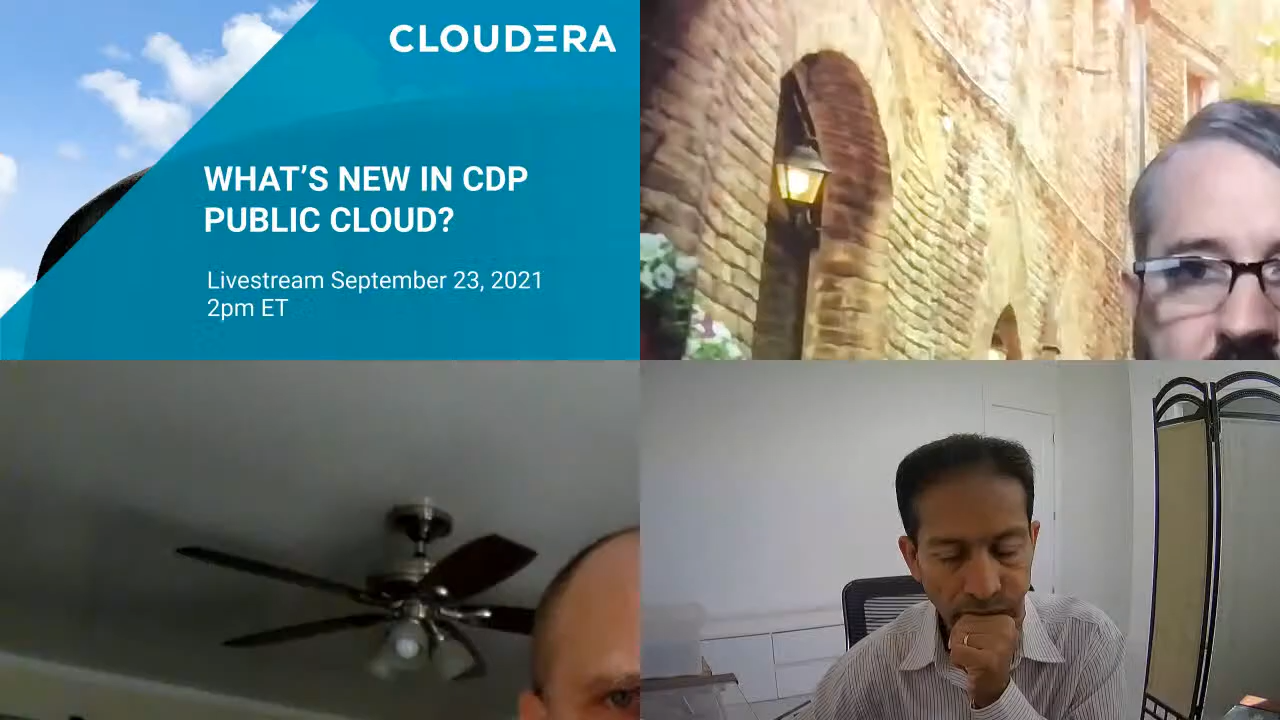 CLOUDERA
WHAT'S NEW IN CDP
PUBLIC CLOUD?
Livestream September 23, 2021
2pm ET